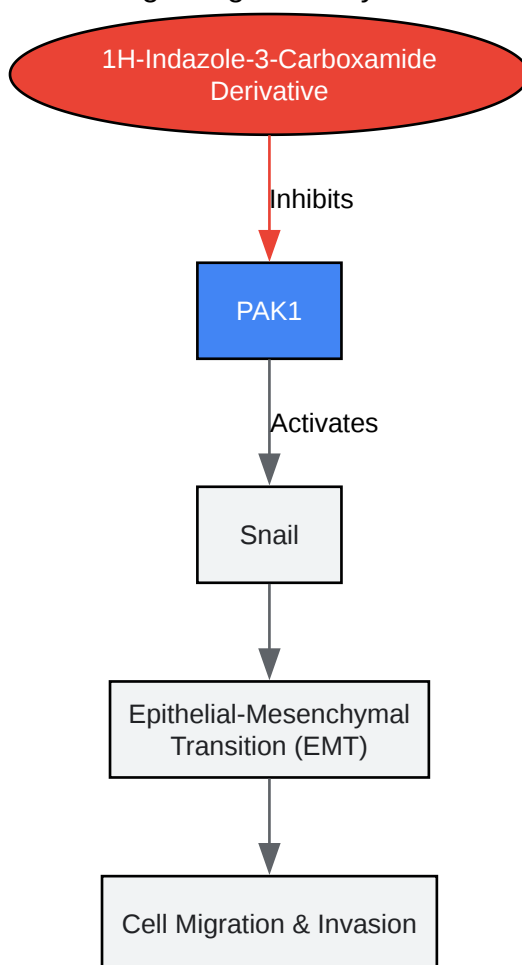 1H-Indazole-3-Carboxamide
Derivative
Inhibits
PAK1
Activates
Snail
Epithelial-Mesenchymal
Transition (EMT)
Cell Migration & Invasion